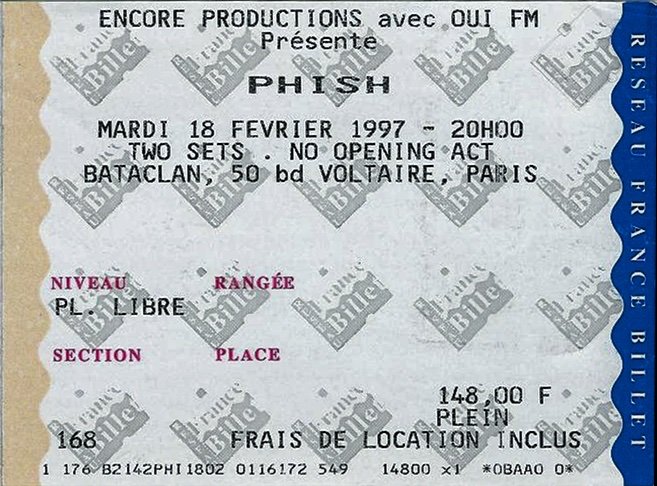 ENCORE PRODUCTIONS avec OUI FM
Présente
PHISH
MARDI 18 FEVRIER 1997 - 20H00
TWO SETS . NO OPENING ACT
BATACLAN, 50 bd VOLTAIRE, PARIS
NIVEAU RANGÉE
PL. LIBRE
SECTION PLACE
148,00 F
PLEIN
168 FRAIS DE LOCATION INCLUS
1 176 B2142PHI1802 0116172 549 14800 x1 *OBAAO O*
RESEAU FRANCE BILLET
France Billet